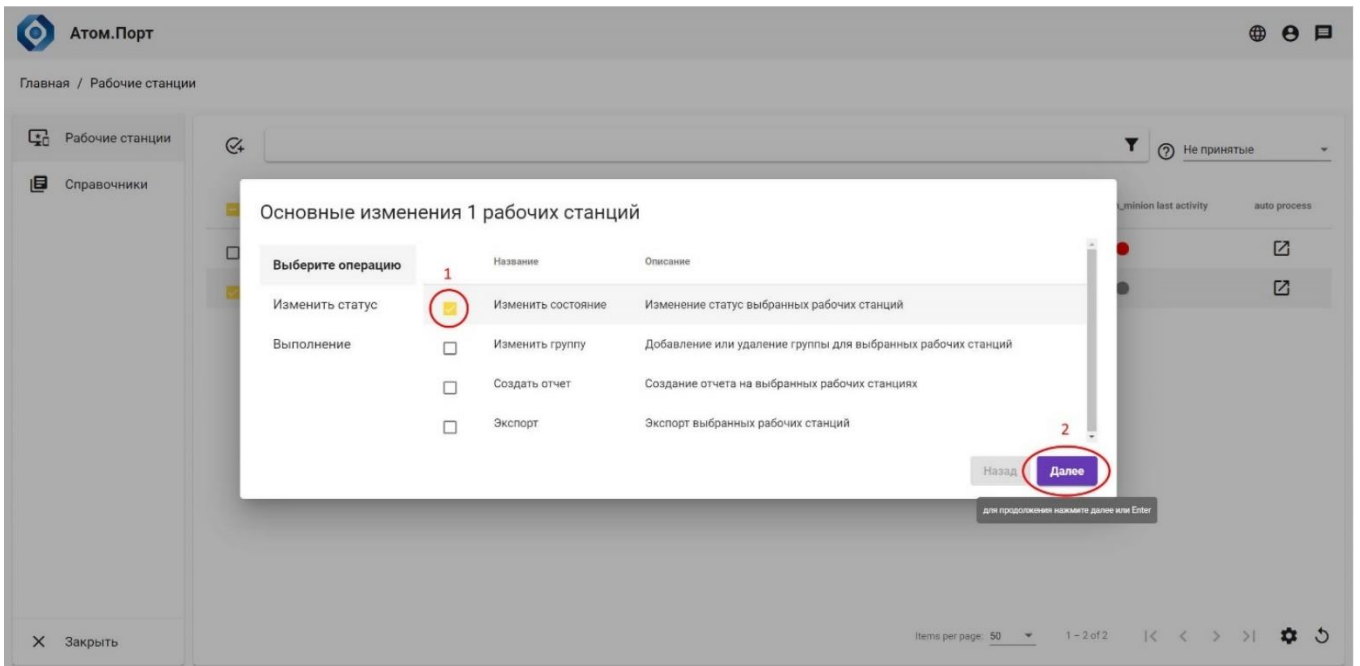 Атом.Порт
Главная / Рабочие станции
Рабочие станции
Справочники
Не принятые
_minion last activity
auto process
Основные изменения 1 рабочих станций
Выберите операцию
Изменить статус
Выполнение
1
Название
Описание
Изменить состояние
Изменение статус выбранных рабочих станций
Изменить группу
Добавление или удаление группы для выбранных рабочих станций
Создать отчет
Создание отчета на выбранных рабочих станциях
Экспорт
Экспорт выбранных рабочих станций
2
Назад
Далее
для продолжения нажмите далее или Enter
Закрыть
Items per page: 50
1 – 2 of 2